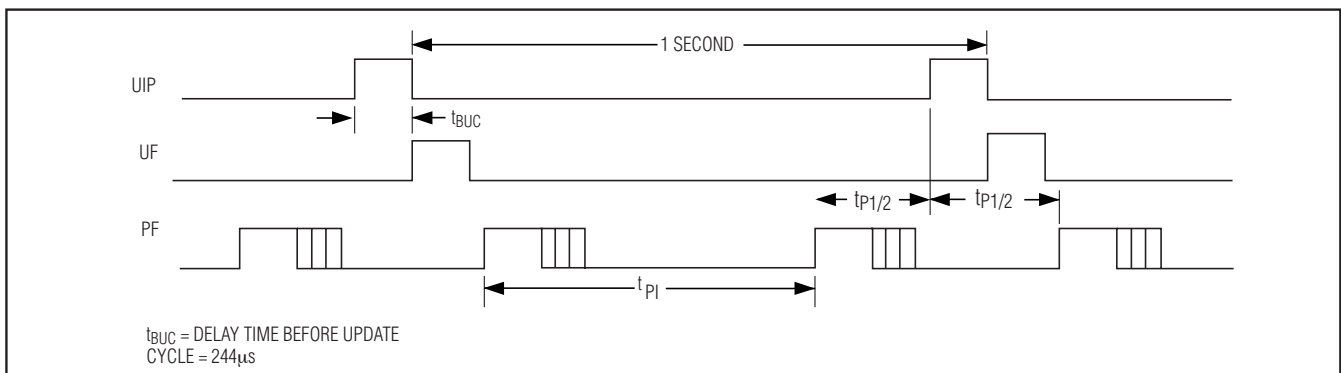 1 SECOND
UIP
tBUC
UF
tP1/2 tP1/2
PF
tPI
tBUC = DELAY TIME BEFORE UPDATE
CYCLE = 244µs